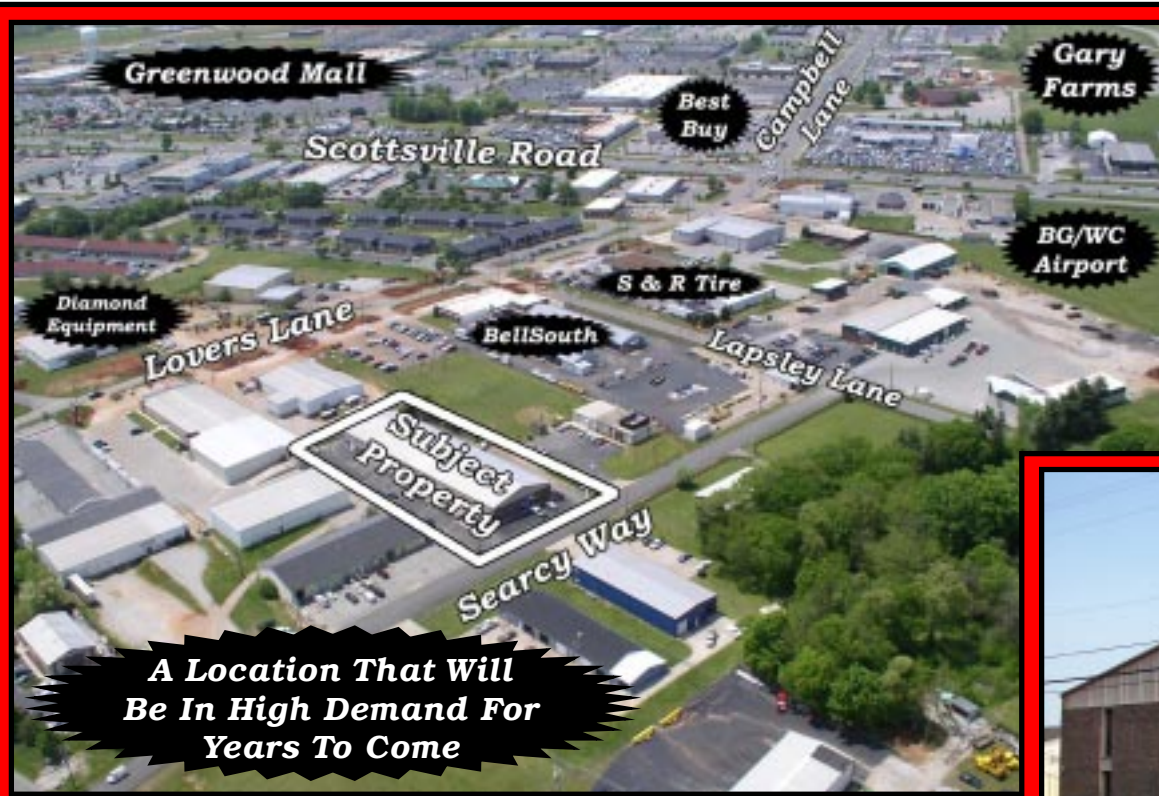 Greenwood Mall
Best
Buy
Campbell
Lane
Gary
Farms
Scottsville Road
BG/WC
Airport
S & R Tire
Diamond
Equipment
Lovers Lane
BellSouth
Lapsley Lane
Subject
Property
Searcy Way
A Location That Will
Be In High Demand For
Years To Come